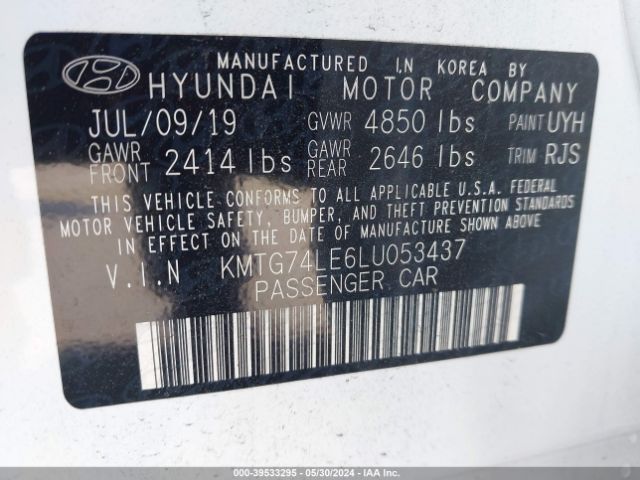 MANUFACTURED IN KOREA BY
HYUNDAI MOTOR COMPANY
JUL/09/19 GVWR 4850 lbs PAINT UYH
GAWR FRONT 2414 lbs GAWR REAR 2646 lbs TRIM RJS
THIS VEHICLE CONFORMS TO ALL APPLICABLE U.S.A. FEDERAL
MOTOR VEHICLE SAFETY, BUMPER, AND THEFT PREVENTION STANDARDS
IN EFFECT ON THE DATE OF MANUFACTURE SHOWN ABOVE.
V.I.N KMTG74LE6LU053437
PASSENGER CAR
© KW - 39533295 - 05/30/2024 - IAA Inc.